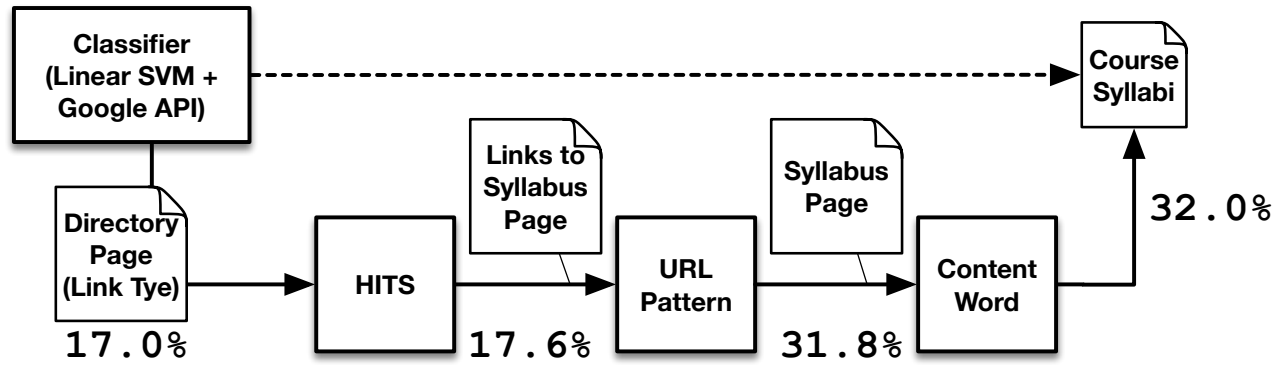 Classifier
(Linear SVM +
Google API)
Course
Syllabi
Links to
Syllabus
Page
Syllabus
Page
Directory
Page
(Link Tye)
HITS
URL
Pattern
Content
Word
32.0%
17.0%
17.6%
31.8%